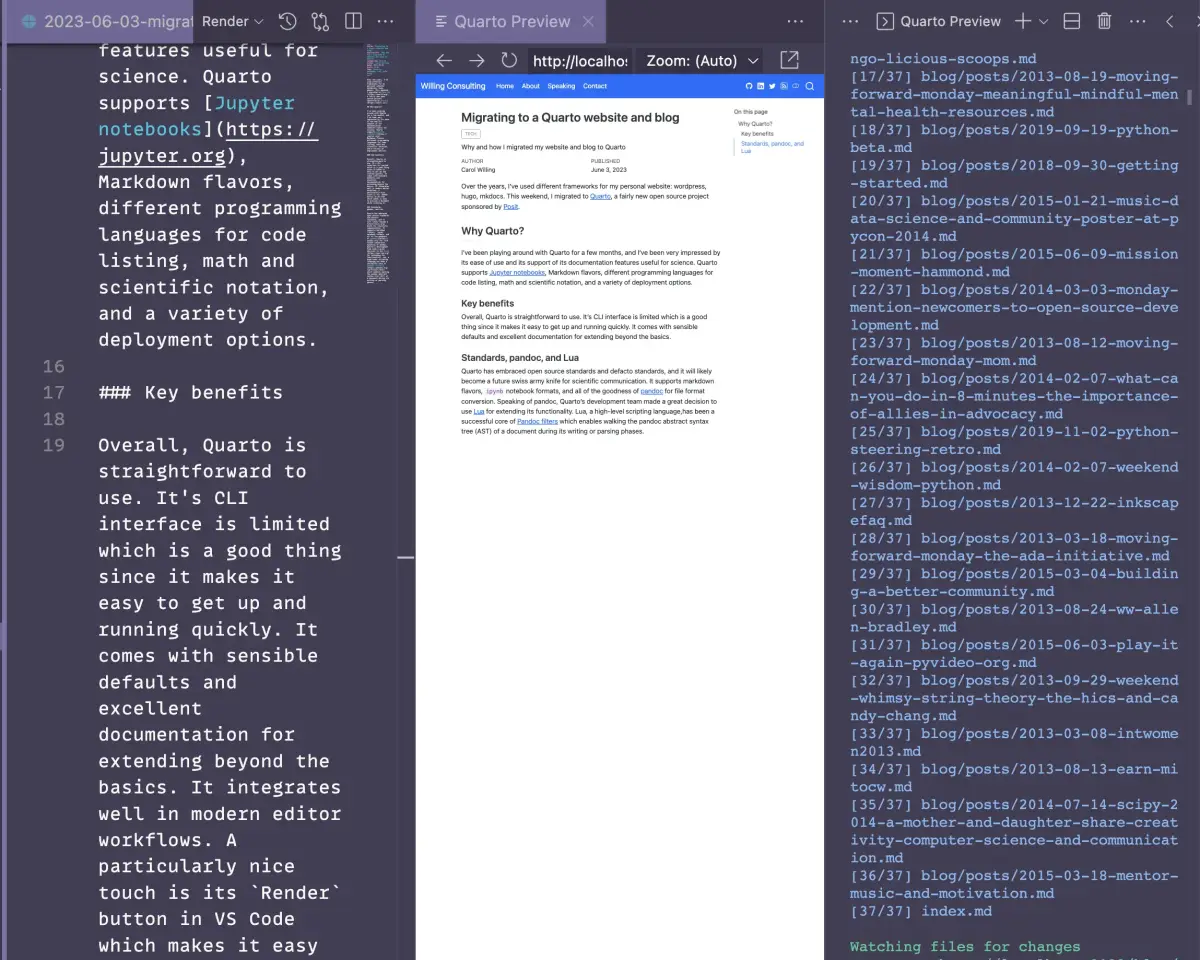 2023-06-03-migrat
Render
features useful for
science. Quarto
supports [Jupyter
notebooks](https://
jupyter.org),
Markdown flavors,
different programming
languages for code
listing, math and
scientific notation,
and a variety of
deployment options.
16
17 ### Key benefits
18
19 Overall, Quarto is
straightforward to
use. It's CLI
interface is limited
which is a good thing
since it makes it
easy to get up and
running quickly. It
comes with sensible
defaults and
excellent
documentation for
extending beyond the
basics. It integrates
well in modern editor
workflows. A
particularly nice
touch is its `Render`
button in VS Code
which makes it easy
Quarto Preview
http://localhos
Zoom: (Auto)
Willing Consulting Home About Speaking Contact
Migrating to a Quarto website and blog
TECH
Why and how I migrated my website and blog to Quarto
AUTHOR PUBLISHED
Carol Willing June 3, 2023
Over the years, I've used different frameworks for my personal website: wordpress,
hugo, mkdocs. This weekend, I migrated to Quarto, a fairly new open source project
sponsored by Posit.
Why Quarto?
I've been playing around with Quarto for a few months, and I've been very impressed by
its ease of use and its support of its documentation features useful for science. Quarto
supports Jupyter notebooks, Markdown flavors, different programming languages for
code listing, math and scientific notation, and a variety of deployment options.
Key benefits
Overall, Quarto is straightforward to use. It's CLI interface is limited which is a good
thing since it makes it easy to get up and running quickly. It comes with sensible
defaults and excellent documentation for extending beyond the basics.
Standards, pandoc, and Lua
Quarto has embraced open source standards and defacto standards, and it will likely
become a future swiss army knife for scientific communication. It supports markdown
flavors, ipynb notebook formats, and all of the goodness of pandoc for file format
conversion. Speaking of pandoc, Quarto's development team made a great decision to
use Lua for extending its functionality. Lua, a high-level scripting language,has been a
successful core of Pandoc filters which enables walking the pandoc abstract syntax
tree (AST) of a document during its writing or parsing phases.
On this page
Why Quarto?
Key benefits
Standards, pandoc, and
Lua
Quarto Preview
ngo-licious-scoops.md
[17/37] blog/posts/2013-08-19-moving-
forward-monday-meaningful-mindful-men
tal-health-resources.md
[18/37] blog/posts/2019-09-19-python-
beta.md
[19/37] blog/posts/2018-09-30-getting
-started.md
[20/37] blog/posts/2015-01-21-music-d
ata-science-and-community-poster-at-p
ycon-2014.md
[21/37] blog/posts/2015-06-09-mission
-moment-hammond.md
[22/37] blog/posts/2014-03-03-monday-
mention-newcomers-to-open-source-deve
lopment.md
[23/37] blog/posts/2013-08-12-moving-
forward-monday-mom.md
[24/37] blog/posts/2014-02-07-what-ca
n-you-do-in-8-minutes-the-importance-
of-allies-in-advocacy.md
[25/37] blog/posts/2019-11-02-python-
steering-retro.md
[26/37] blog/posts/2014-02-07-weekend
-wisdom-python.md
[27/37] blog/posts/2013-12-22-inkscap
efaq.md
[28/37] blog/posts/2013-03-18-moving-
forward-monday-the-ada-initiative.md
[29/37] blog/posts/2015-03-04-buildin
g-a-better-community.md
[30/37] blog/posts/2013-08-24-ww-alle
n-bradley.md
[31/37] blog/posts/2015-06-03-play-it
-again-pyvideo-org.md
[32/37] blog/posts/2013-09-29-weekend
-whimsy-string-theory-the-hics-and-ca
ndy-chang.md
[33/37] blog/posts/2013-03-08-intwome
n2013.md
[34/37] blog/posts/2013-08-13-earn-mi
tocw.md
[35/37] blog/posts/2014-07-14-scipy-2
014-a-mother-and-daughter-share-creat
ivity-computer-science-and-communicat
ion.md
[36/37] blog/posts/2015-03-18-mentor-
music-and-motivation.md
[37/37] index.md
Watching files for changes